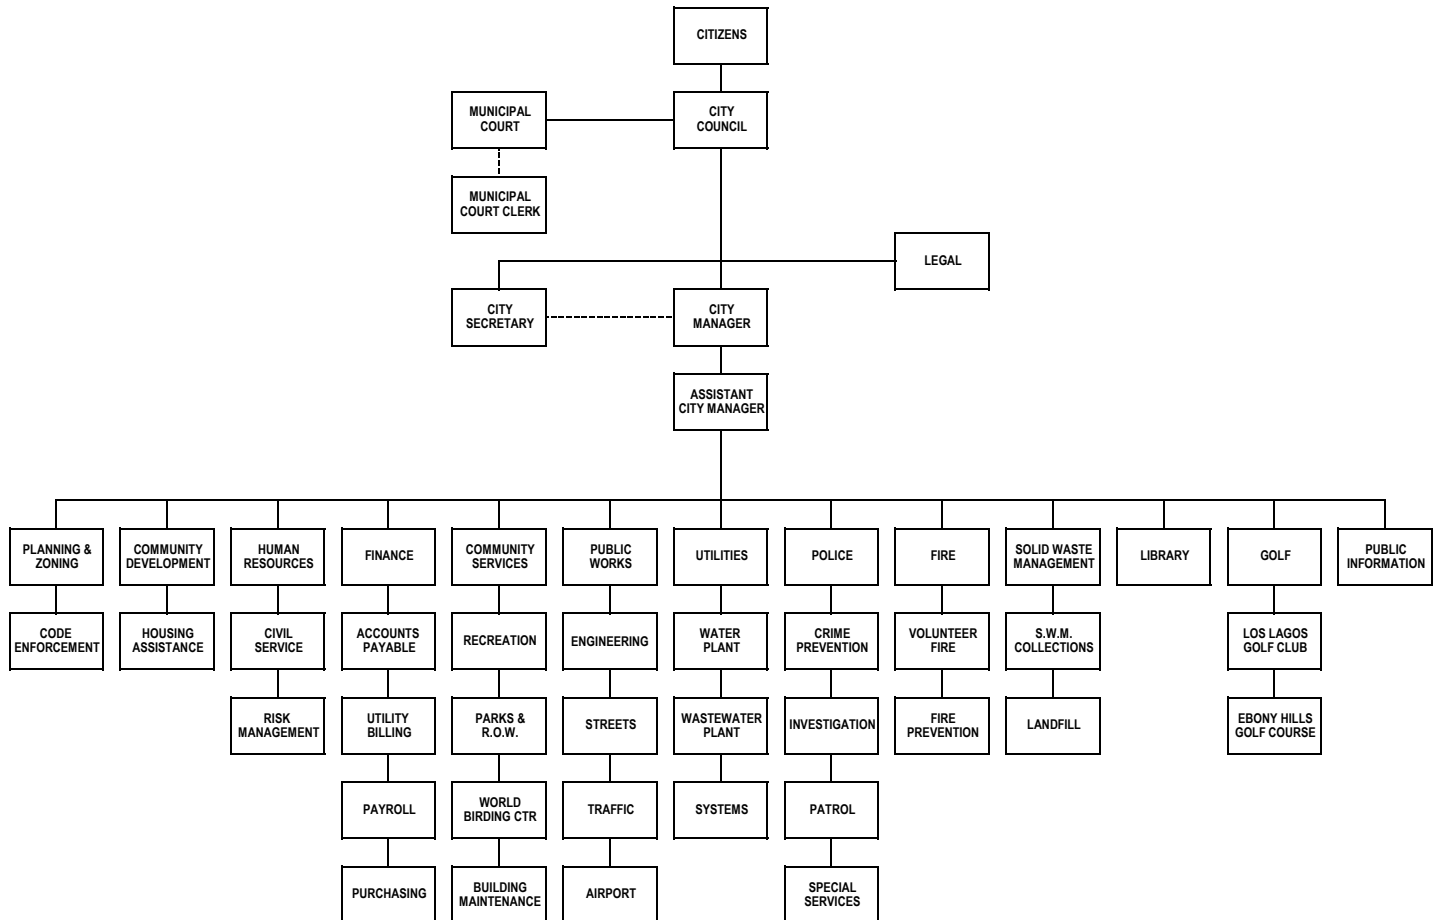 CITIZENS
MUNICIPAL
COURT
CITY
COUNCIL
MUNICIPAL
COURT CLERK
LEGAL
CITY
SECRETARY
CITY
MANAGER
ASSISTANT
CITY MANAGER
PLANNING &
ZONING
COMMUNITY
DEVELOPMENT
HUMAN
RESOURCES
FINANCE
COMMUNITY
SERVICES
PUBLIC
WORKS
UTILITIES
POLICE
FIRE
SOLID WASTE
MANAGEMENT
LIBRARY
GOLF
PUBLIC
INFORMATION
CODE
ENFORCEMENT
HOUSING
ASSISTANCE
CIVIL
SERVICE
ACCOUNTS
PAYABLE
RECREATION
ENGINEERING
WATER
PLANT
CRIME
PREVENTION
VOLUNTEER
FIRE
S.W.M.
COLLECTIONS
LOS LAGOS
GOLF CLUB
RISK
MANAGEMENT
UTILITY
BILLING
PARKS &
R.O.W.
STREETS
WASTEWATER
PLANT
INVESTIGATION
FIRE
PREVENTION
LANDFILL
EBONY HILLS
GOLF COURSE
PAYROLL
WORLD
BIRDING CTR
TRAFFIC
SYSTEMS
PATROL
PURCHASING
BUILDING
MAINTENANCE
AIRPORT
SPECIAL
SERVICES